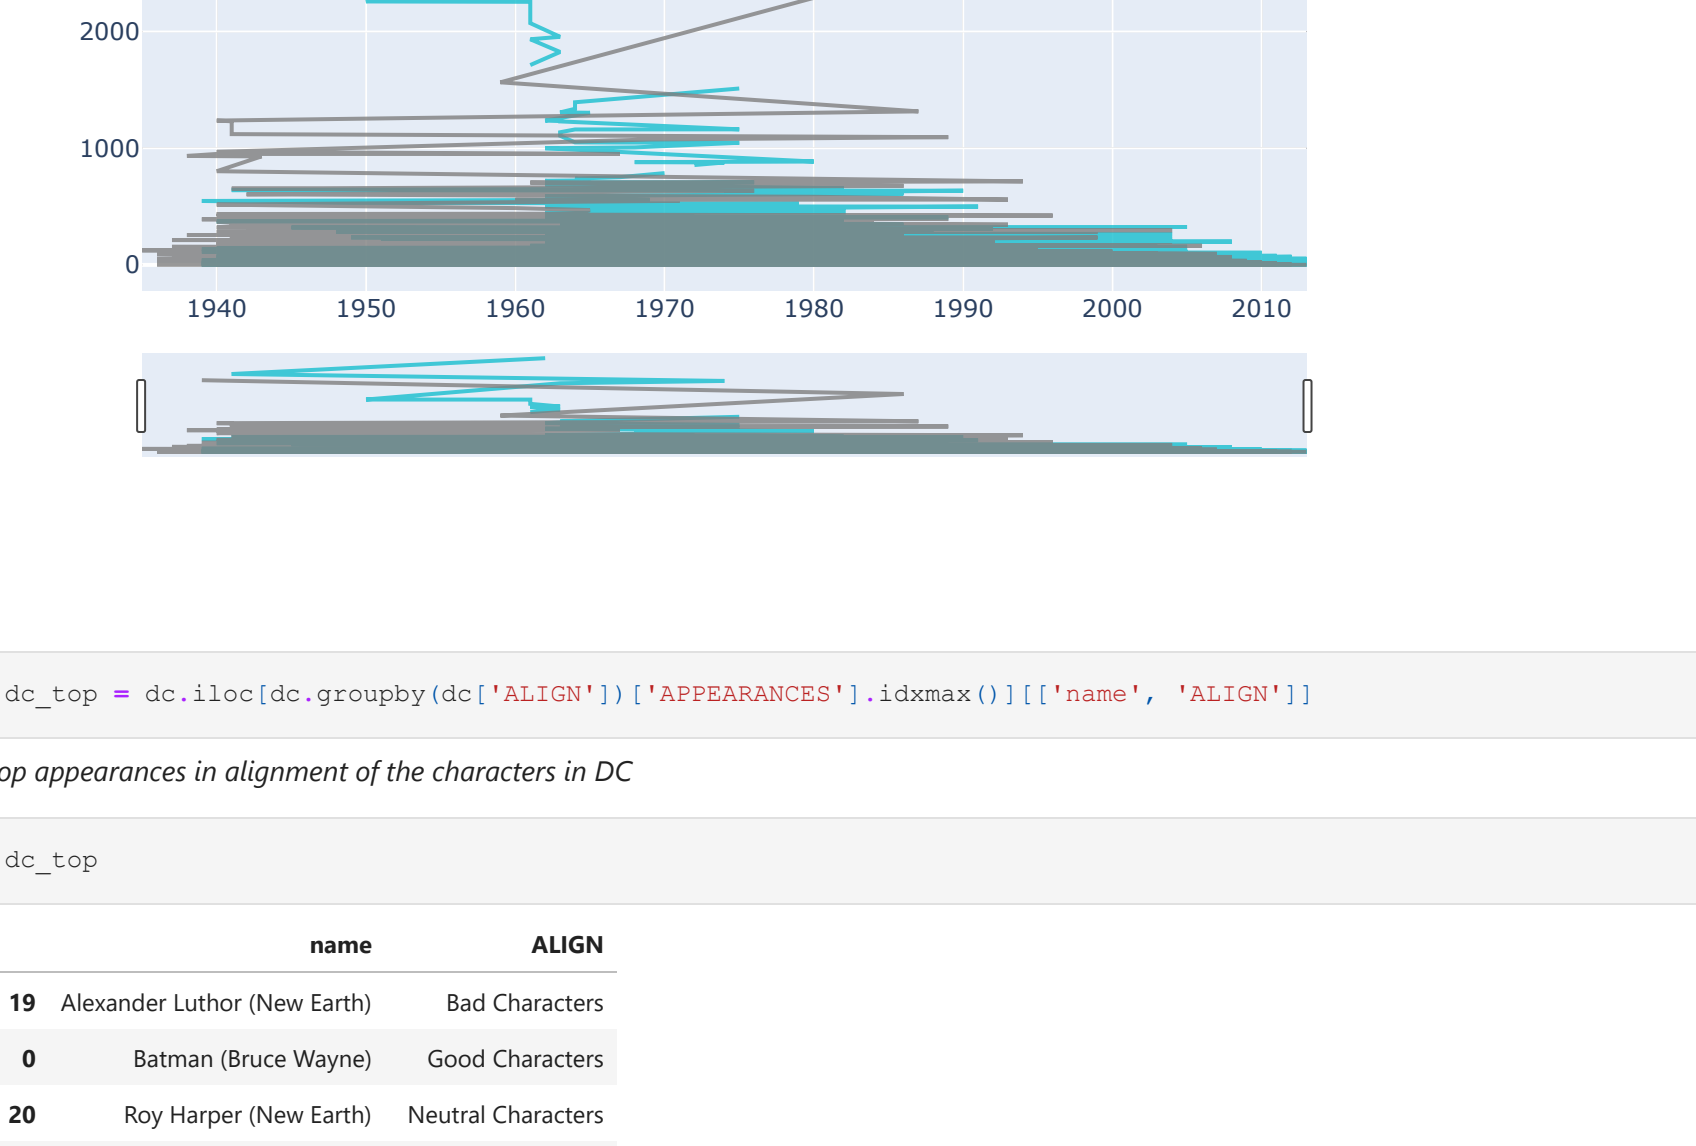 2000
1000
0
1940 1950 1960 1970 1980 1990 2000 2010
dc_top = dc.iloc[dc.groupby(dc['ALIGN'])['APPEARANCES'].idxmax()][['name', 'ALIGN']]
op appearances in alignment of the characters in DC
dc_top
name ALIGN
19 Alexander Luthor (New Earth) Bad Characters
0 Batman (Bruce Wayne) Good Characters
20 Roy Harper (New Earth) Neutral Characters